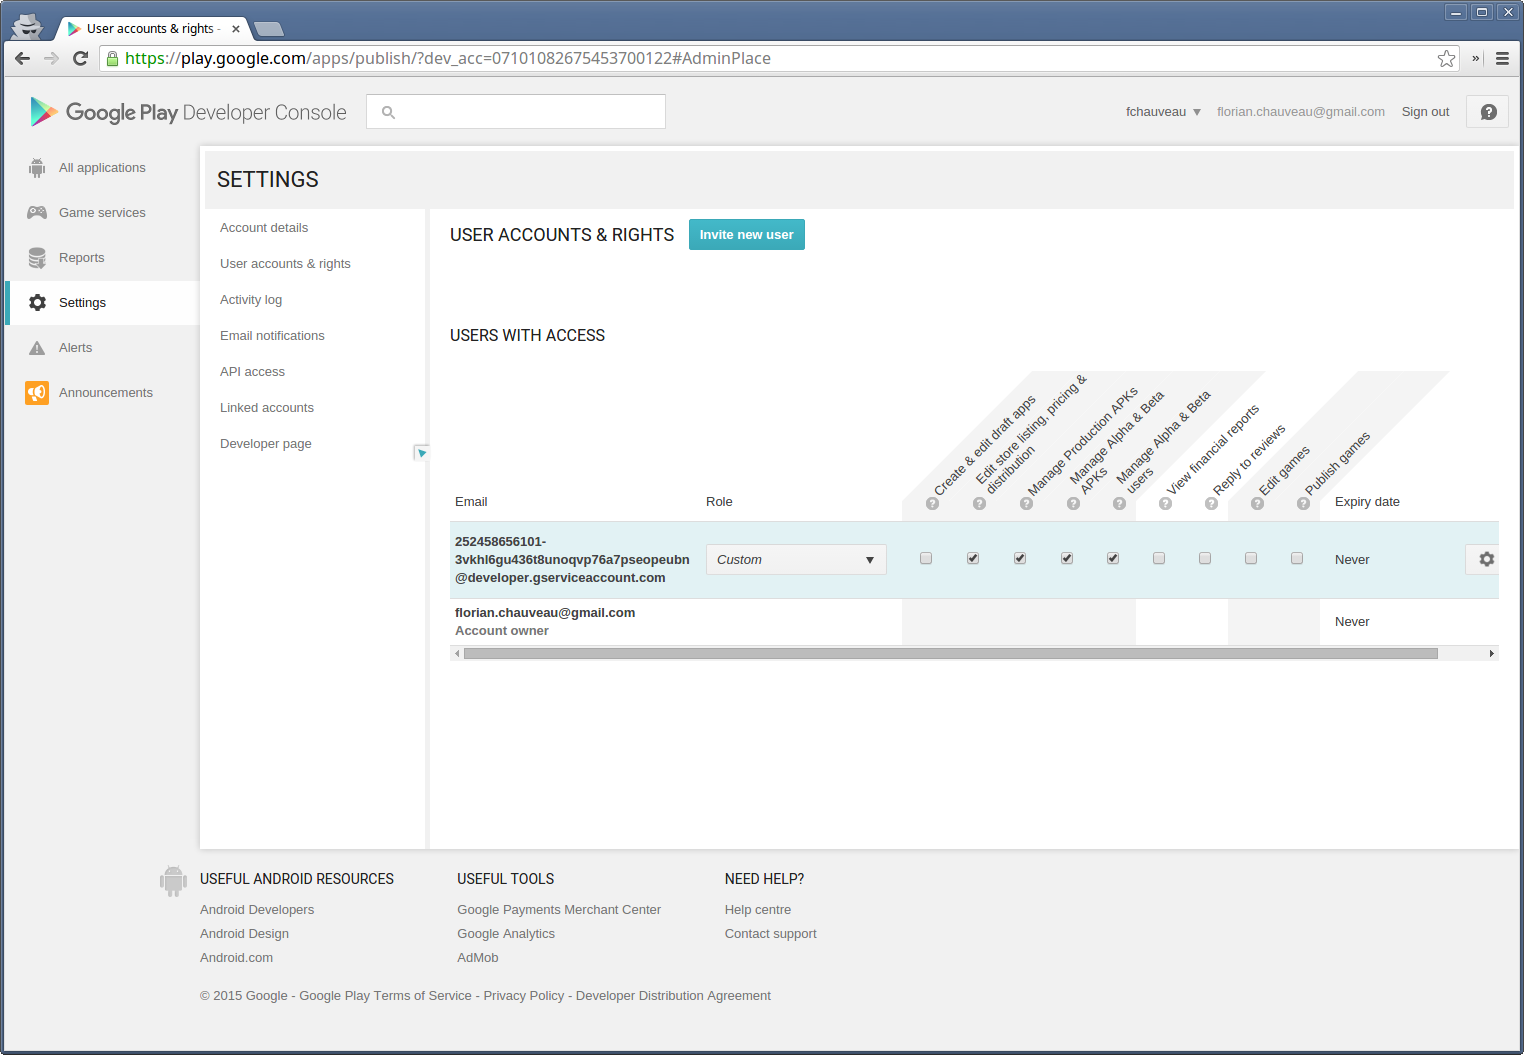 User accounts & rights -
https://play.google.com/apps/publish/?dev_acc=07101082675453700122#AdminPlace
»
Google Play Developer Console
fchauveau
florian.chauveau@gmail.com
Sign out
All applications
Game services
Reports
Settings
Alerts
Announcements
SETTINGS
Account details
User accounts & rights
Activity log
Email notifications
API access
Linked accounts
Developer page
USER ACCOUNTS & RIGHTS
Invite new user
USERS WITH ACCESS
Email
Role
Create & edit draft apps
Edit store listing, pricing &
distribution
Manage Production APKs
Manage Alpha & Beta
APKs
Manage Alpha & Beta
users
View financial reports
Reply to reviews
Edit games
Publish games
Expiry date
252458656101-
3vkhl6gu436t8unoqvp76a7pseopeubn
@developer.gserviceaccount.com
Custom
Never
florian.chauveau@gmail.com
Account owner
Never
USEFUL ANDROID RESOURCES
Android Developers
Android Design
Android.com
USEFUL TOOLS
Google Payments Merchant Center
Google Analytics
AdMob
NEED HELP?
Help centre
Contact support
© 2015 Google - Google Play Terms of Service - Privacy Policy - Developer Distribution Agreement